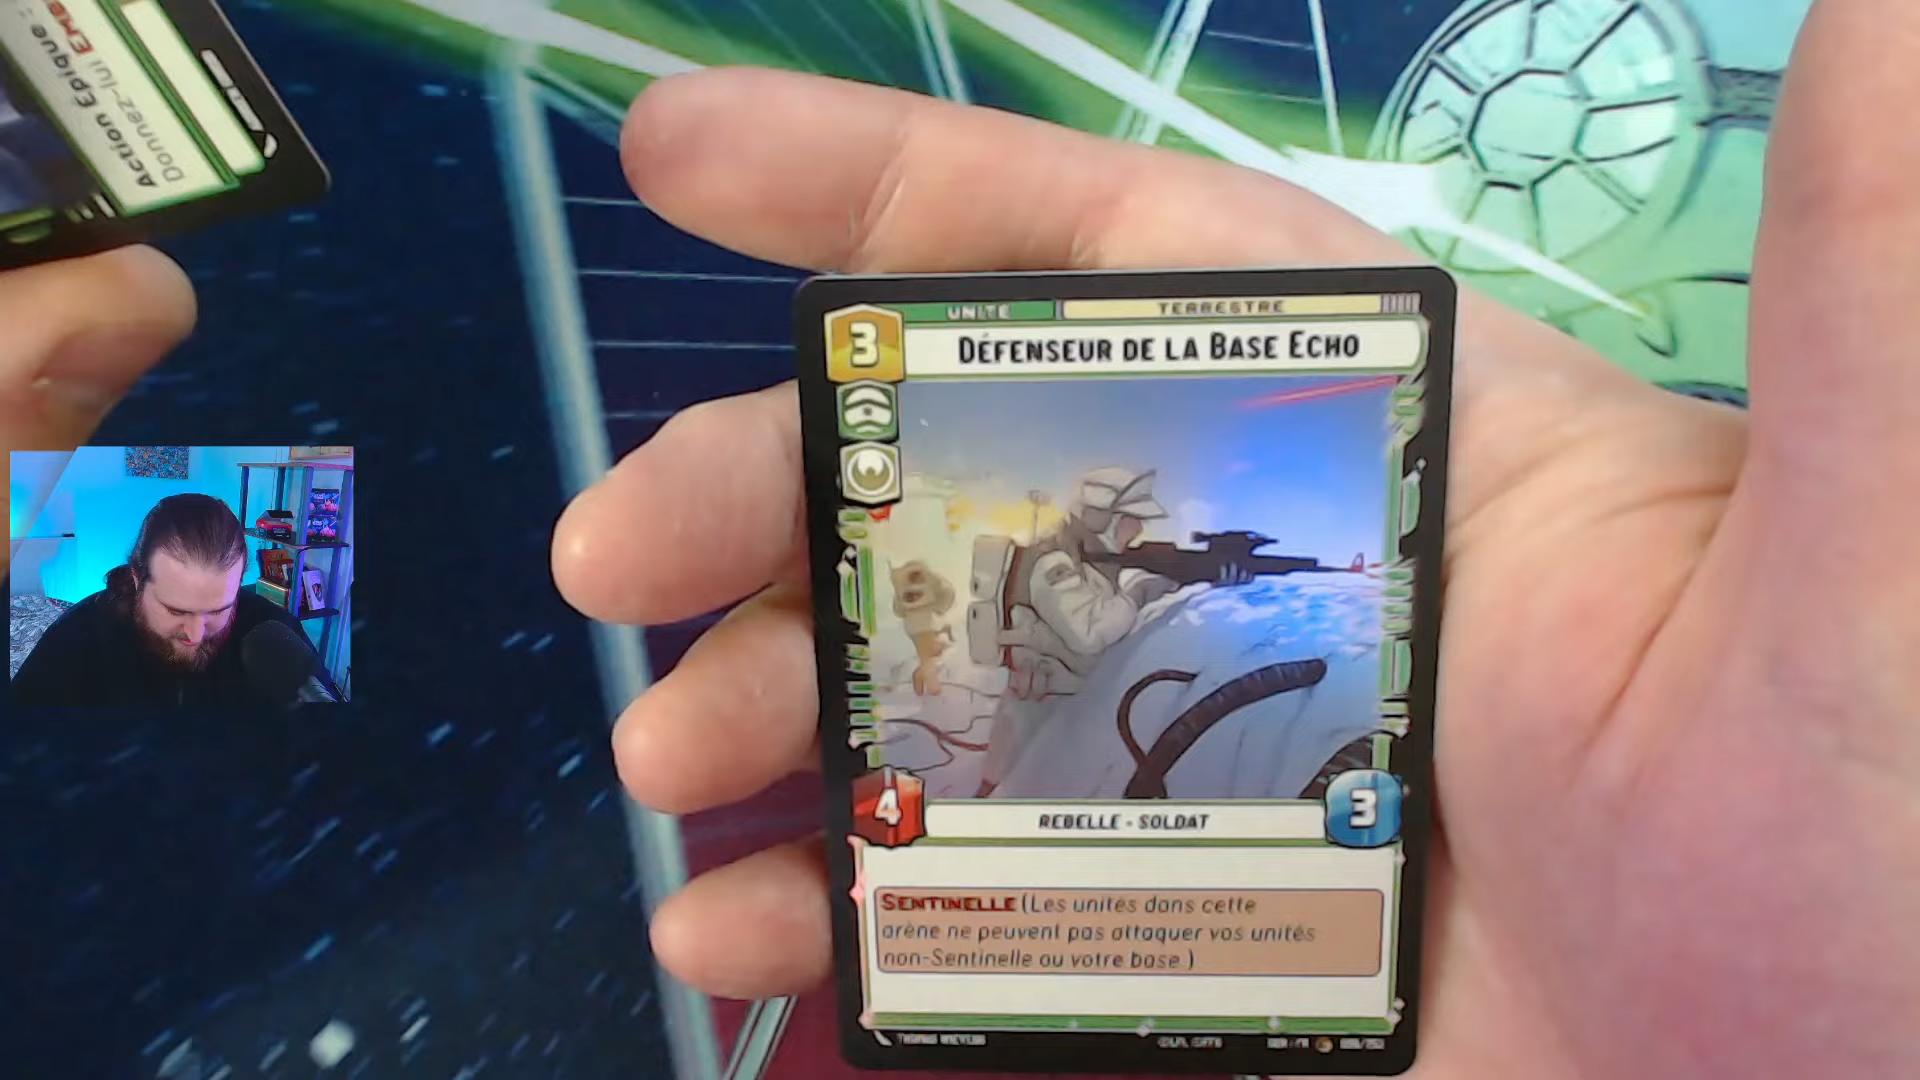 Action Épique :
Donnez-lui
UNITÉ
TERRESTRE
3
DÉFENSEUR DE LA BASE ECHO
4
REBELLE - SOLDAT
3
SENTINELLE (Les unités dans cette
arène ne peuvent pas attaquer vos unités
non-Sentinelle ou votre base.)